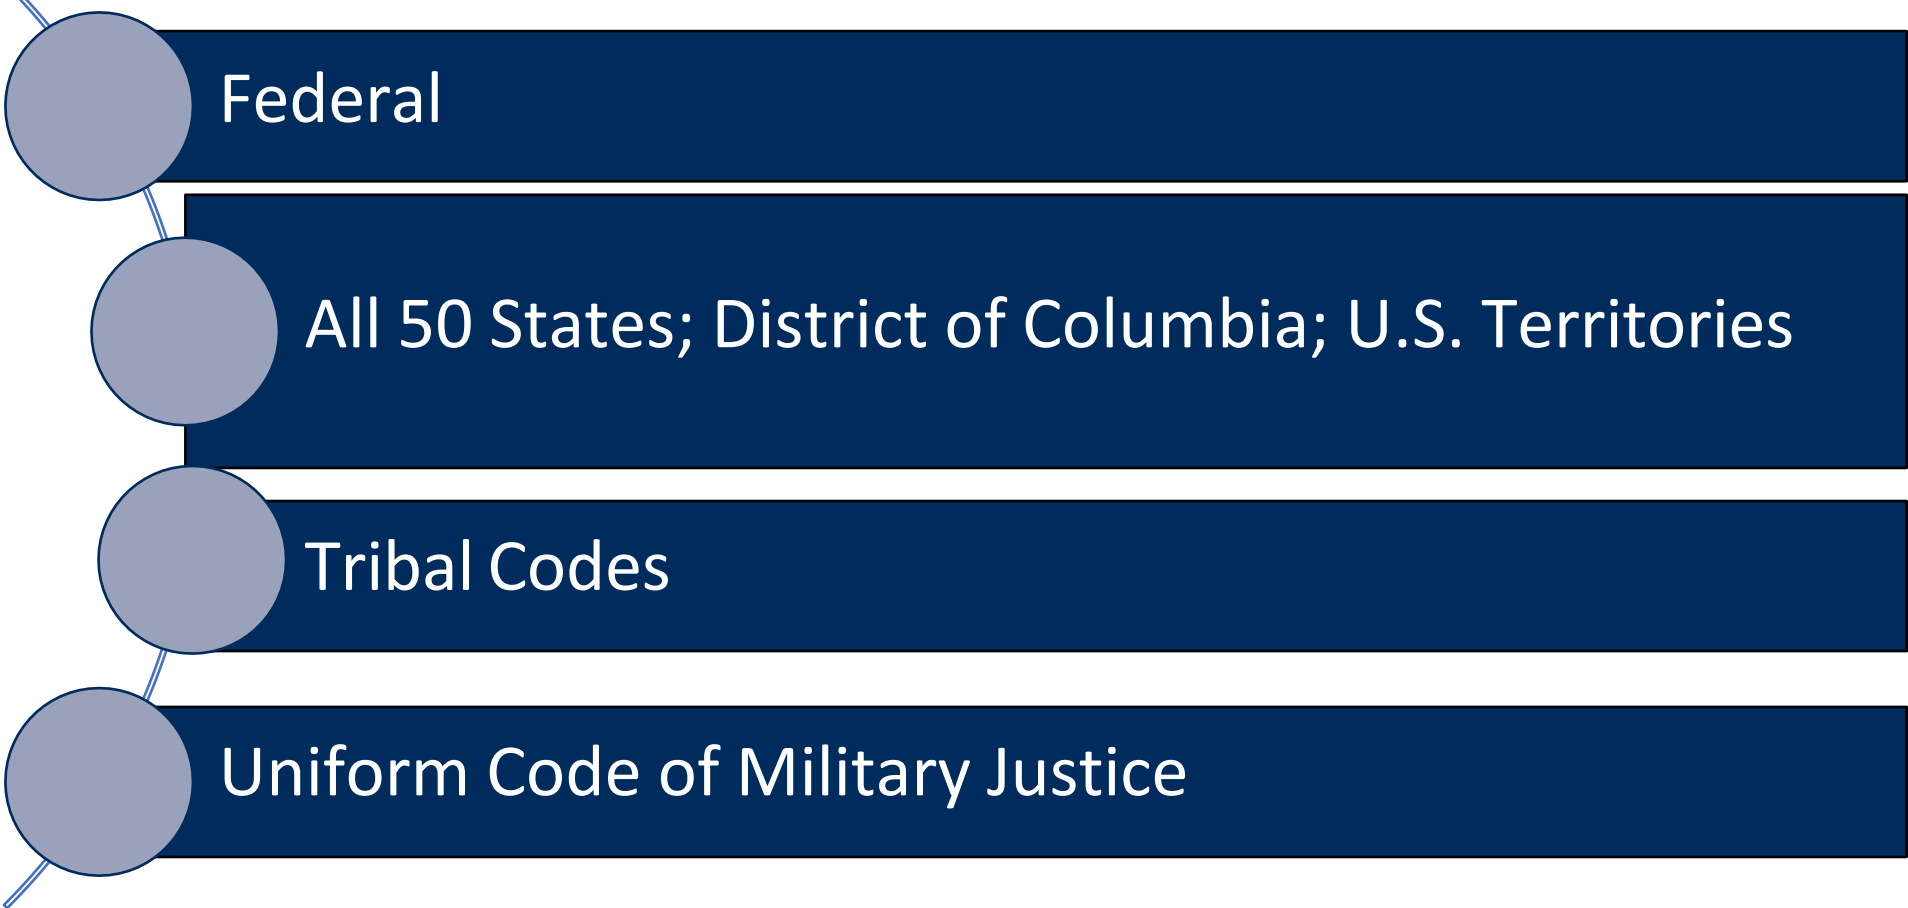 Federal
All 50 States; District of Columbia; U.S. Territories
Tribal Codes
Uniform Code of Military Justice